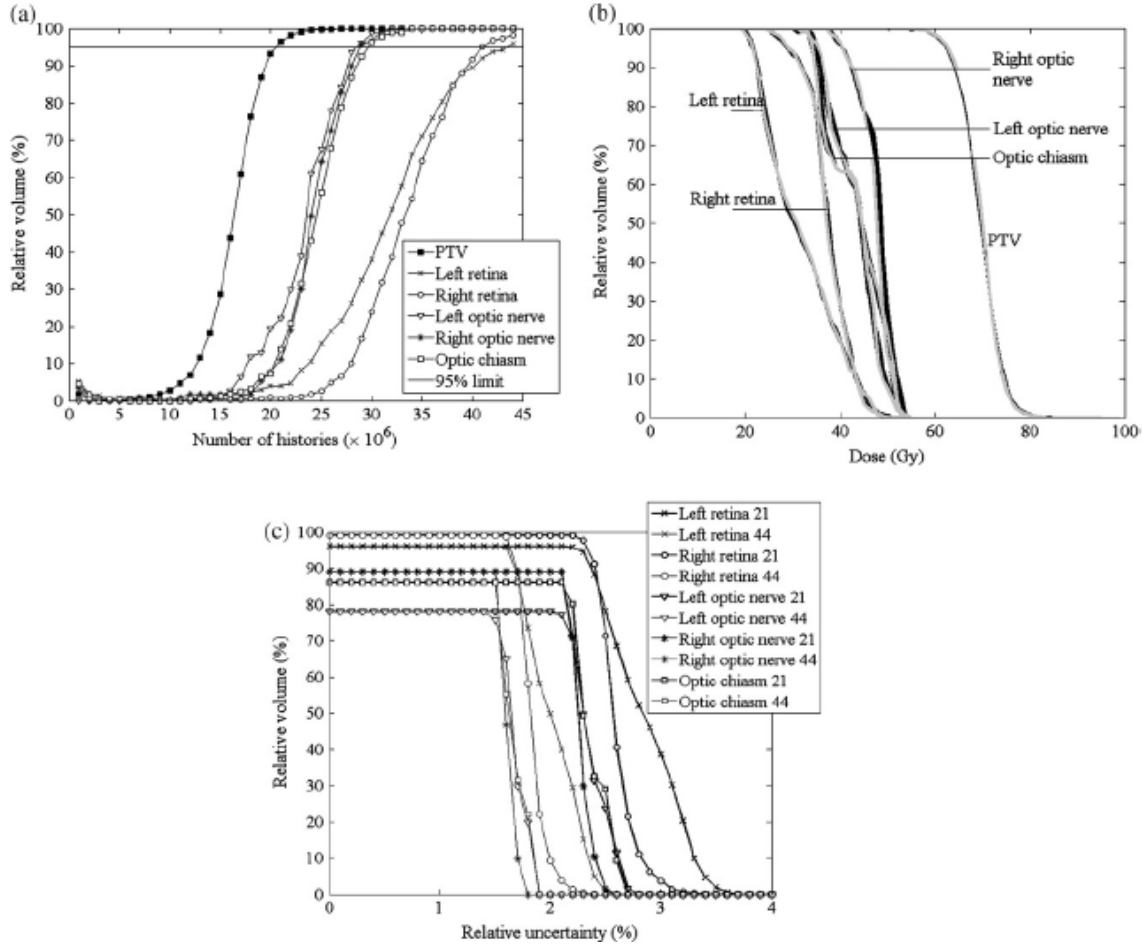 (a)
100
90
80
70
60
50
40
30
20
10
0
Relative volume (%)
0 5 10 15 20 25 30 35 40 45
Number of histories (× 10⁶)
PTV
Left retina
Right retina
Left optic nerve
Right optic nerve
Optic chiasm
95% limit
(b)
100
90
80
70
60
50
40
30
20
10
0
Relative volume (%)
Left retina
Right retina
Right optic
nerve
Left optic nerve
Optic chiasm
PTV
0 20 40 60 80 100
Dose (Gy)
(c)
100
90
80
70
60
50
40
30
20
10
0
Relative volume (%)
0 1 2 3 4
Relative uncertainty (%)
Left retina 21
Left retina 44
Right retina 21
Right retina 44
Left optic nerve 21
Left optic nerve 44
Right optic nerve 21
Right optic nerve 44
Optic chiasm 21
Optic chiasm 44